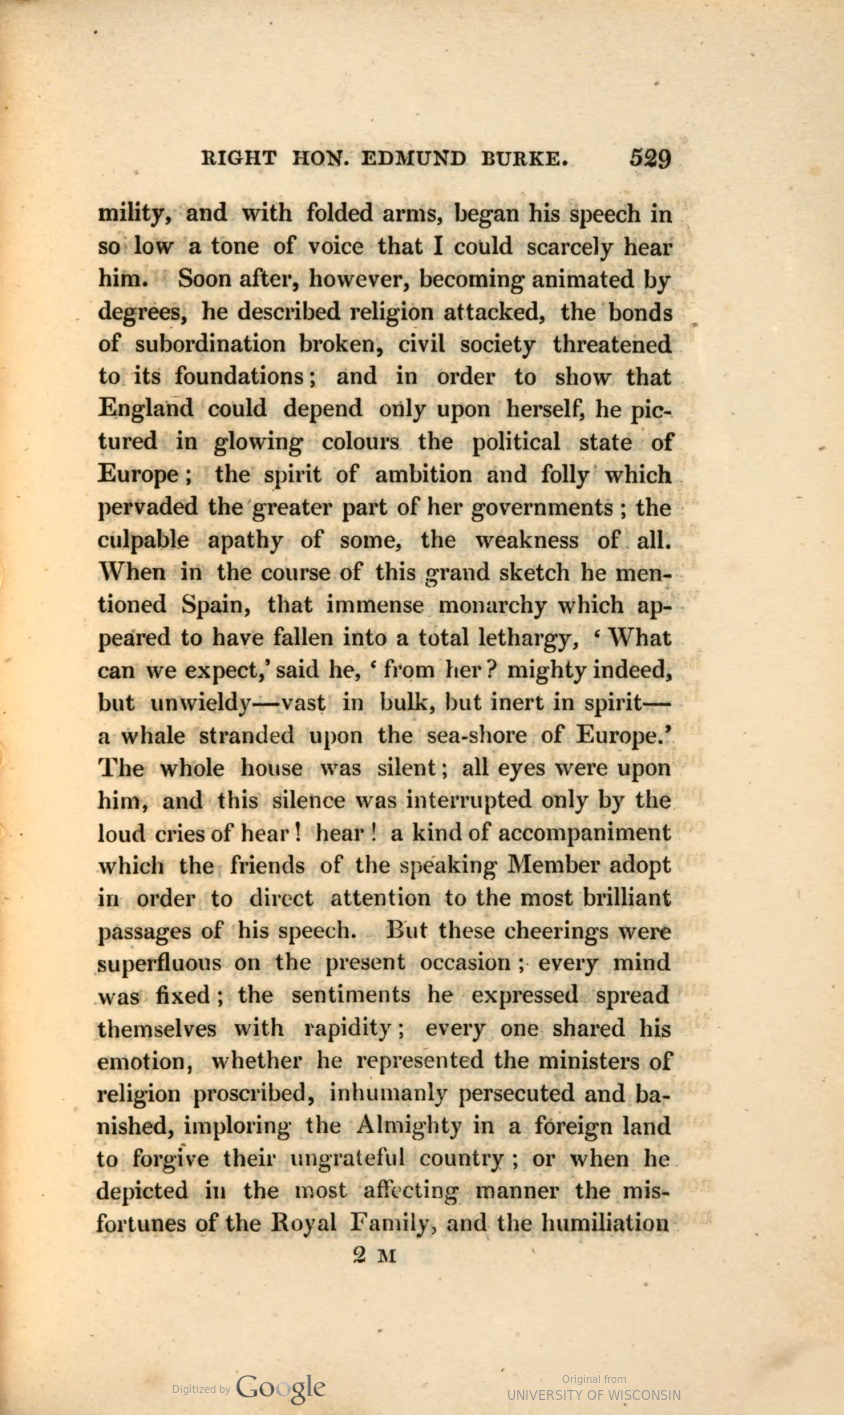 RIGHT HON. EDMUND BURKE. 529
mility, and with folded arms, began his speech in
so low a tone of voice that I could scarcely hear
him. Soon after, however, becoming animated by
degrees, he described religion attacked, the bonds
of subordination broken, civil society threatened
to its foundations; and in order to show that
England could depend only upon herself, he pic-
tured in glowing colours the political state of
Europe; the spirit of ambition and folly which
pervaded the greater part of her governments; the
culpable apathy of some, the weakness of all.
When in the course of this grand sketch he men-
tioned Spain, that immense monarchy which ap-
peared to have fallen into a total lethargy, ‘What
can we expect,’ said he, ‘from her? mighty indeed,
but unwieldy—vast in bulk, but inert in spirit—
a whale stranded upon the sea-shore of Europe.’
The whole house was silent; all eyes were upon
him, and this silence was interrupted only by the
loud cries of hear! hear! a kind of accompaniment
which the friends of the speaking Member adopt
in order to direct attention to the most brilliant
passages of his speech. But these cheerings were
superfluous on the present occasion; every mind
was fixed; the sentiments he expressed spread
themselves with rapidity; every one shared his
emotion, whether he represented the ministers of
religion proscribed, inhumanly persecuted and ba-
nished, imploring the Almighty in a foreign land
to forgive their ungrateful country; or when he
depicted in the most affecting manner the mis-
fortunes of the Royal Family, and the humiliation
2 M
Digitized by Google
Original from
UNIVERSITY OF WISCONSIN